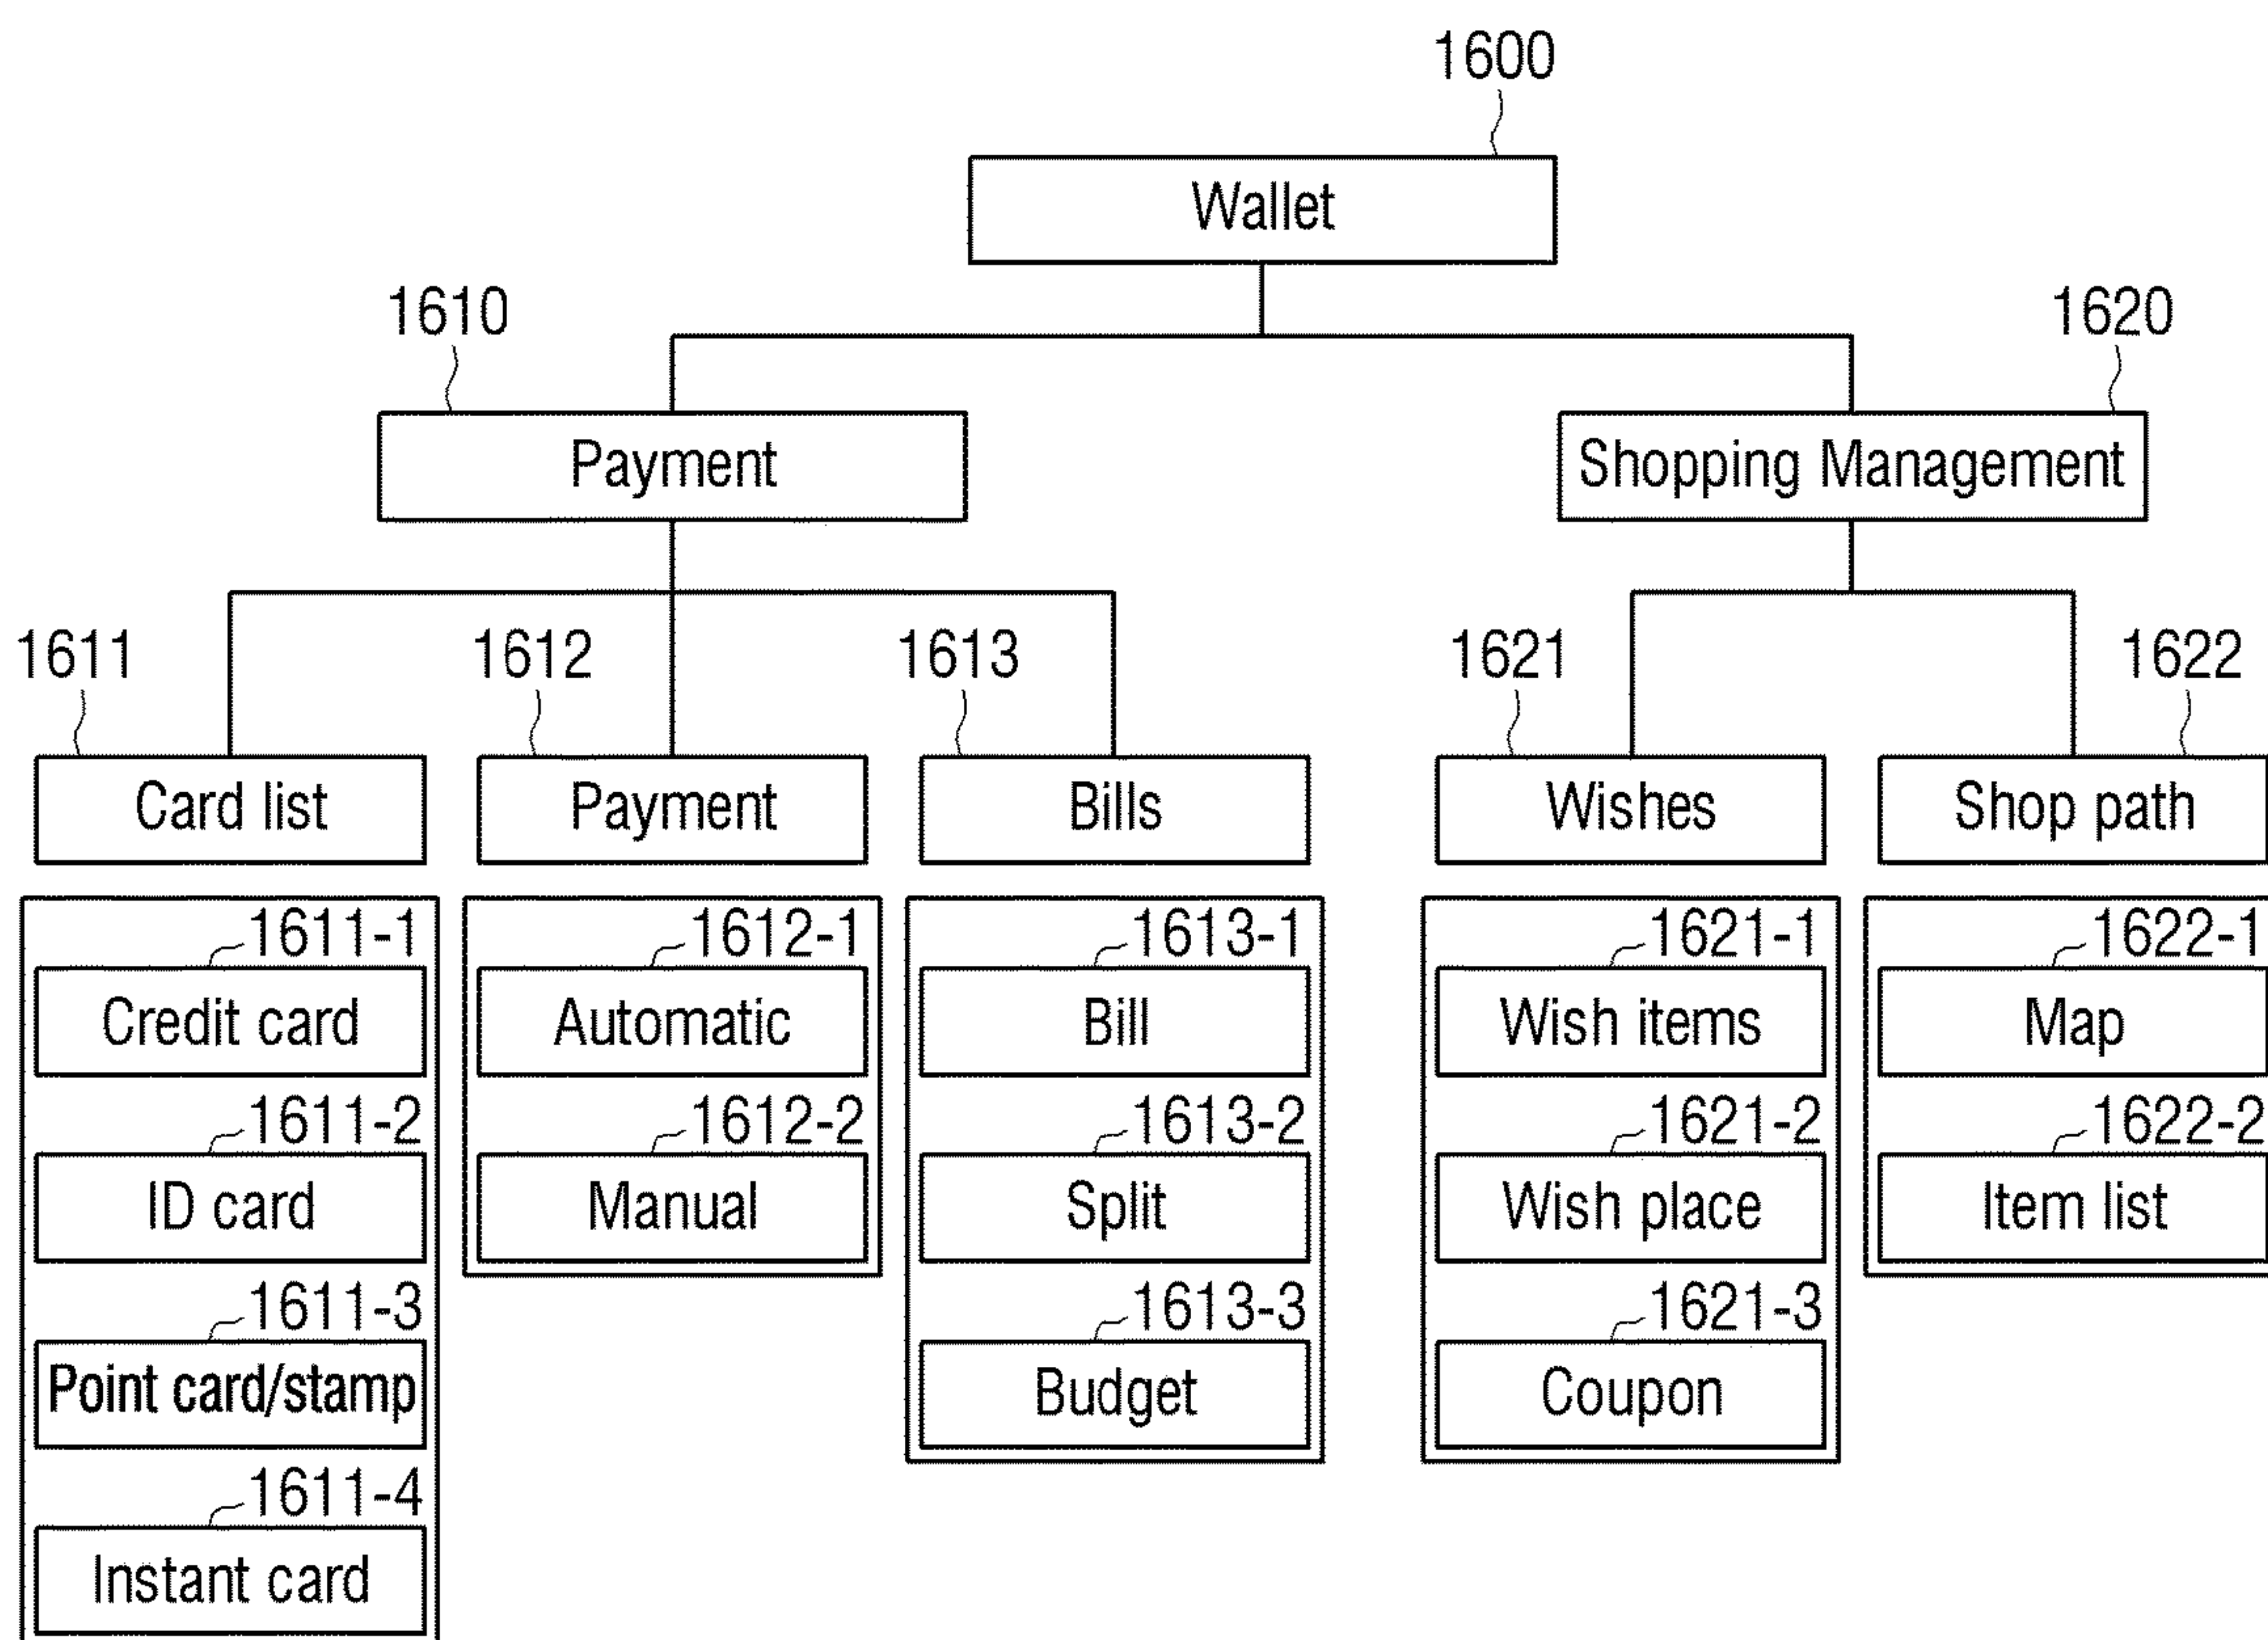 1600
Wallet
1610
1620
Payment
Shopping Management
1611
1612
1613
1621
1622
Card list
Payment
Bills
Wishes
Shop path
1611-1
1612-1
1613-1
1621-1
1622-1
Credit card
Automatic
Bill
Wish items
Map
1611-2
1612-2
1613-2
1621-2
1622-2
ID card
Manual
Split
Wish place
Item list
1611-3
1613-3
1621-3
Point card/stamp
Budget
Coupon
1611-4
Instant card